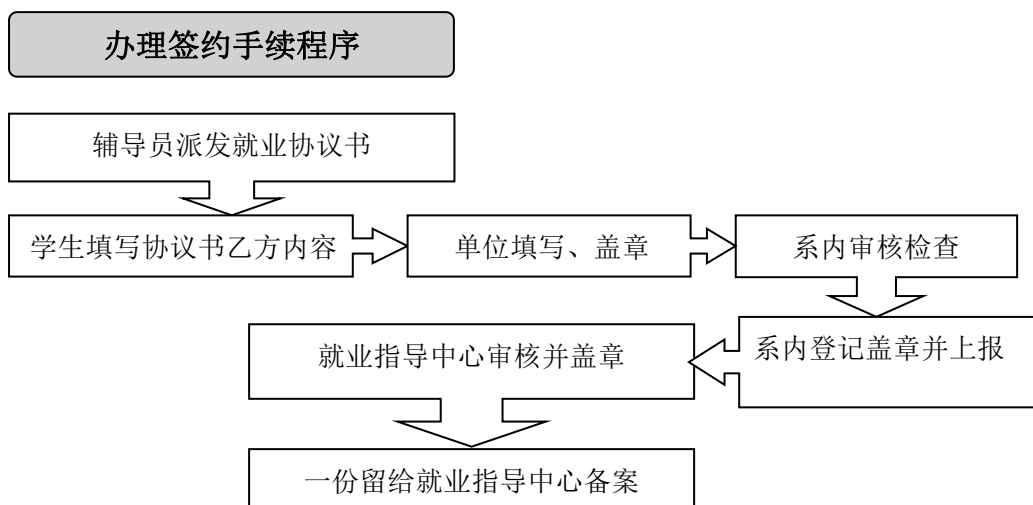 办理签约手续程序
辅导员派发就业协议书
学生填写协议书乙方内容
单位填写、盖章
系内审核检查
系内登记盖章并上报
就业指导中心审核并盖章
一份留给就业指导中心备案